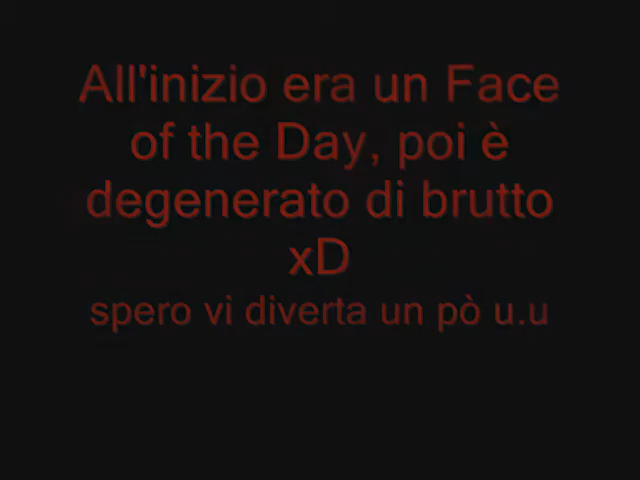 All'inizio era un Face
of the Day, poi è
degenerato di brutto
xD
spero vi diverta un pò u.u